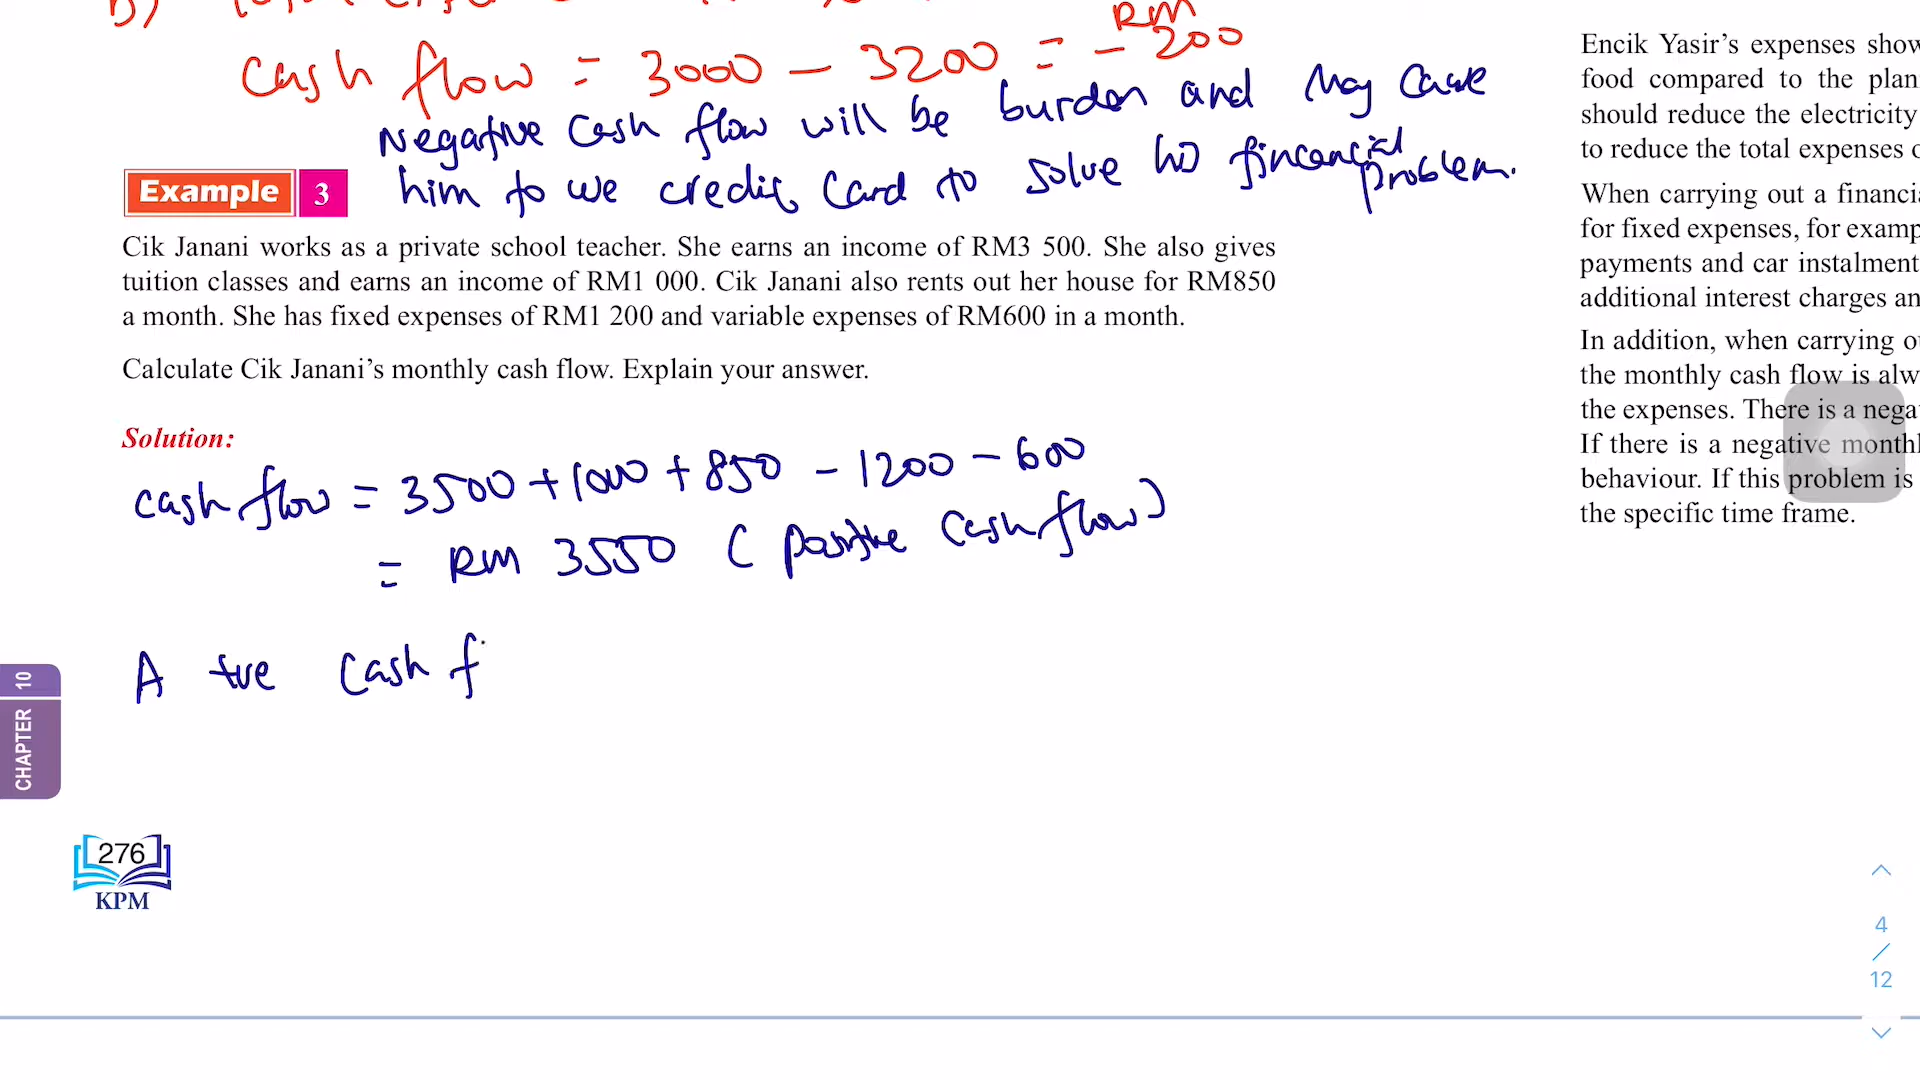 cash flow = 3000 - 3200 = - RM 200
Negative cash flow will be burden and may cause
him to use credit card to solve his financial problem.
Example 3
Cik Janani works as a private school teacher. She earns an income of RM3 500. She also gives
tuition classes and earns an income of RM1 000. Cik Janani also rents out her house for RM850
a month. She has fixed expenses of RM1 200 and variable expenses of RM600 in a month.
Calculate Cik Janani's monthly cash flow. Explain your answer.
Solution:
cash flow = 3500 + 1000 + 850 - 1200 - 600
= RM 3550 ( positive cash flow)
A +ve cash f
CHAPTER 10
276
KPM
Encik Yasir's expenses show
food compared to the plan
should reduce the electricity
to reduce the total expenses o
When carrying out a financia
for fixed expenses, for examp
payments and car instalment
additional interest charges an
In addition, when carrying ou
the monthly cash flow is alw
the expenses. There is a nega
If there is a negative monthl
behaviour. If this problem is
the specific time frame.
4
/
12